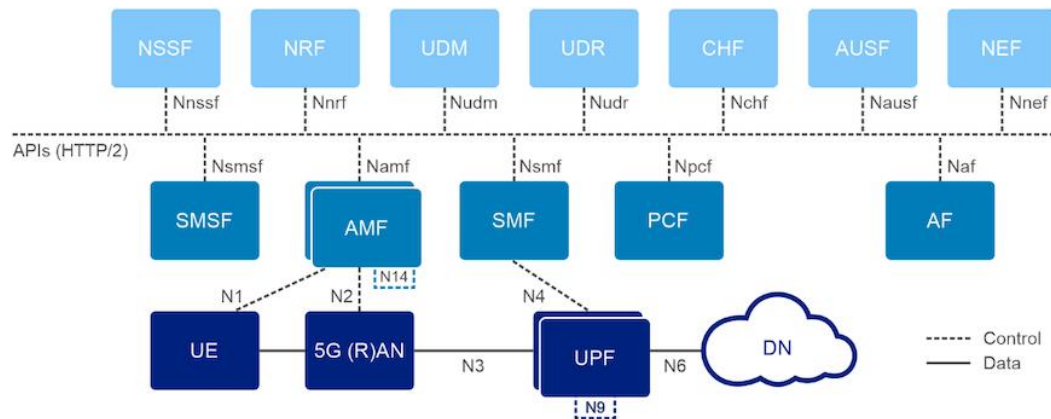 NSSF NRF UDM UDR CHF AUSF NEF
Nnssf Nnrf Nudm Nudr Nchf Nausf Nnef
APIs (HTTP/2)
Nsmsf Namf Nsmf Npcf Naf
SMSF AMF SMF PCF AF
N14
N1 N2 N4
UE 5G (R)AN UPF DN
N3 N6
N9
Control
Data